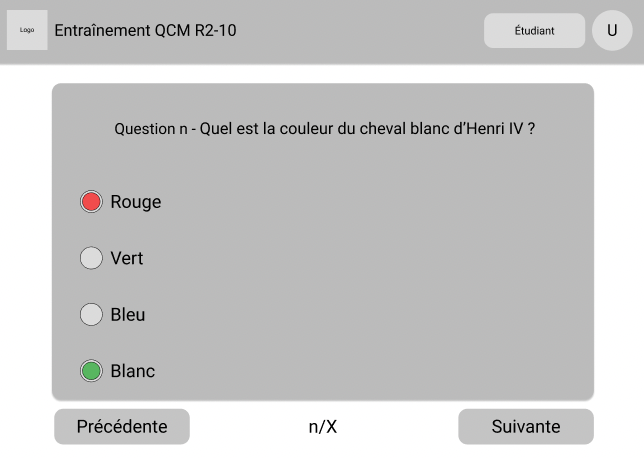 Logo
Entraînement QCM R2-10
Étudiant
U
Question n - Quel est la couleur du cheval blanc d’Henri IV ?
Rouge
Vert
Bleu
Blanc
Précédente
n/X
Suivante